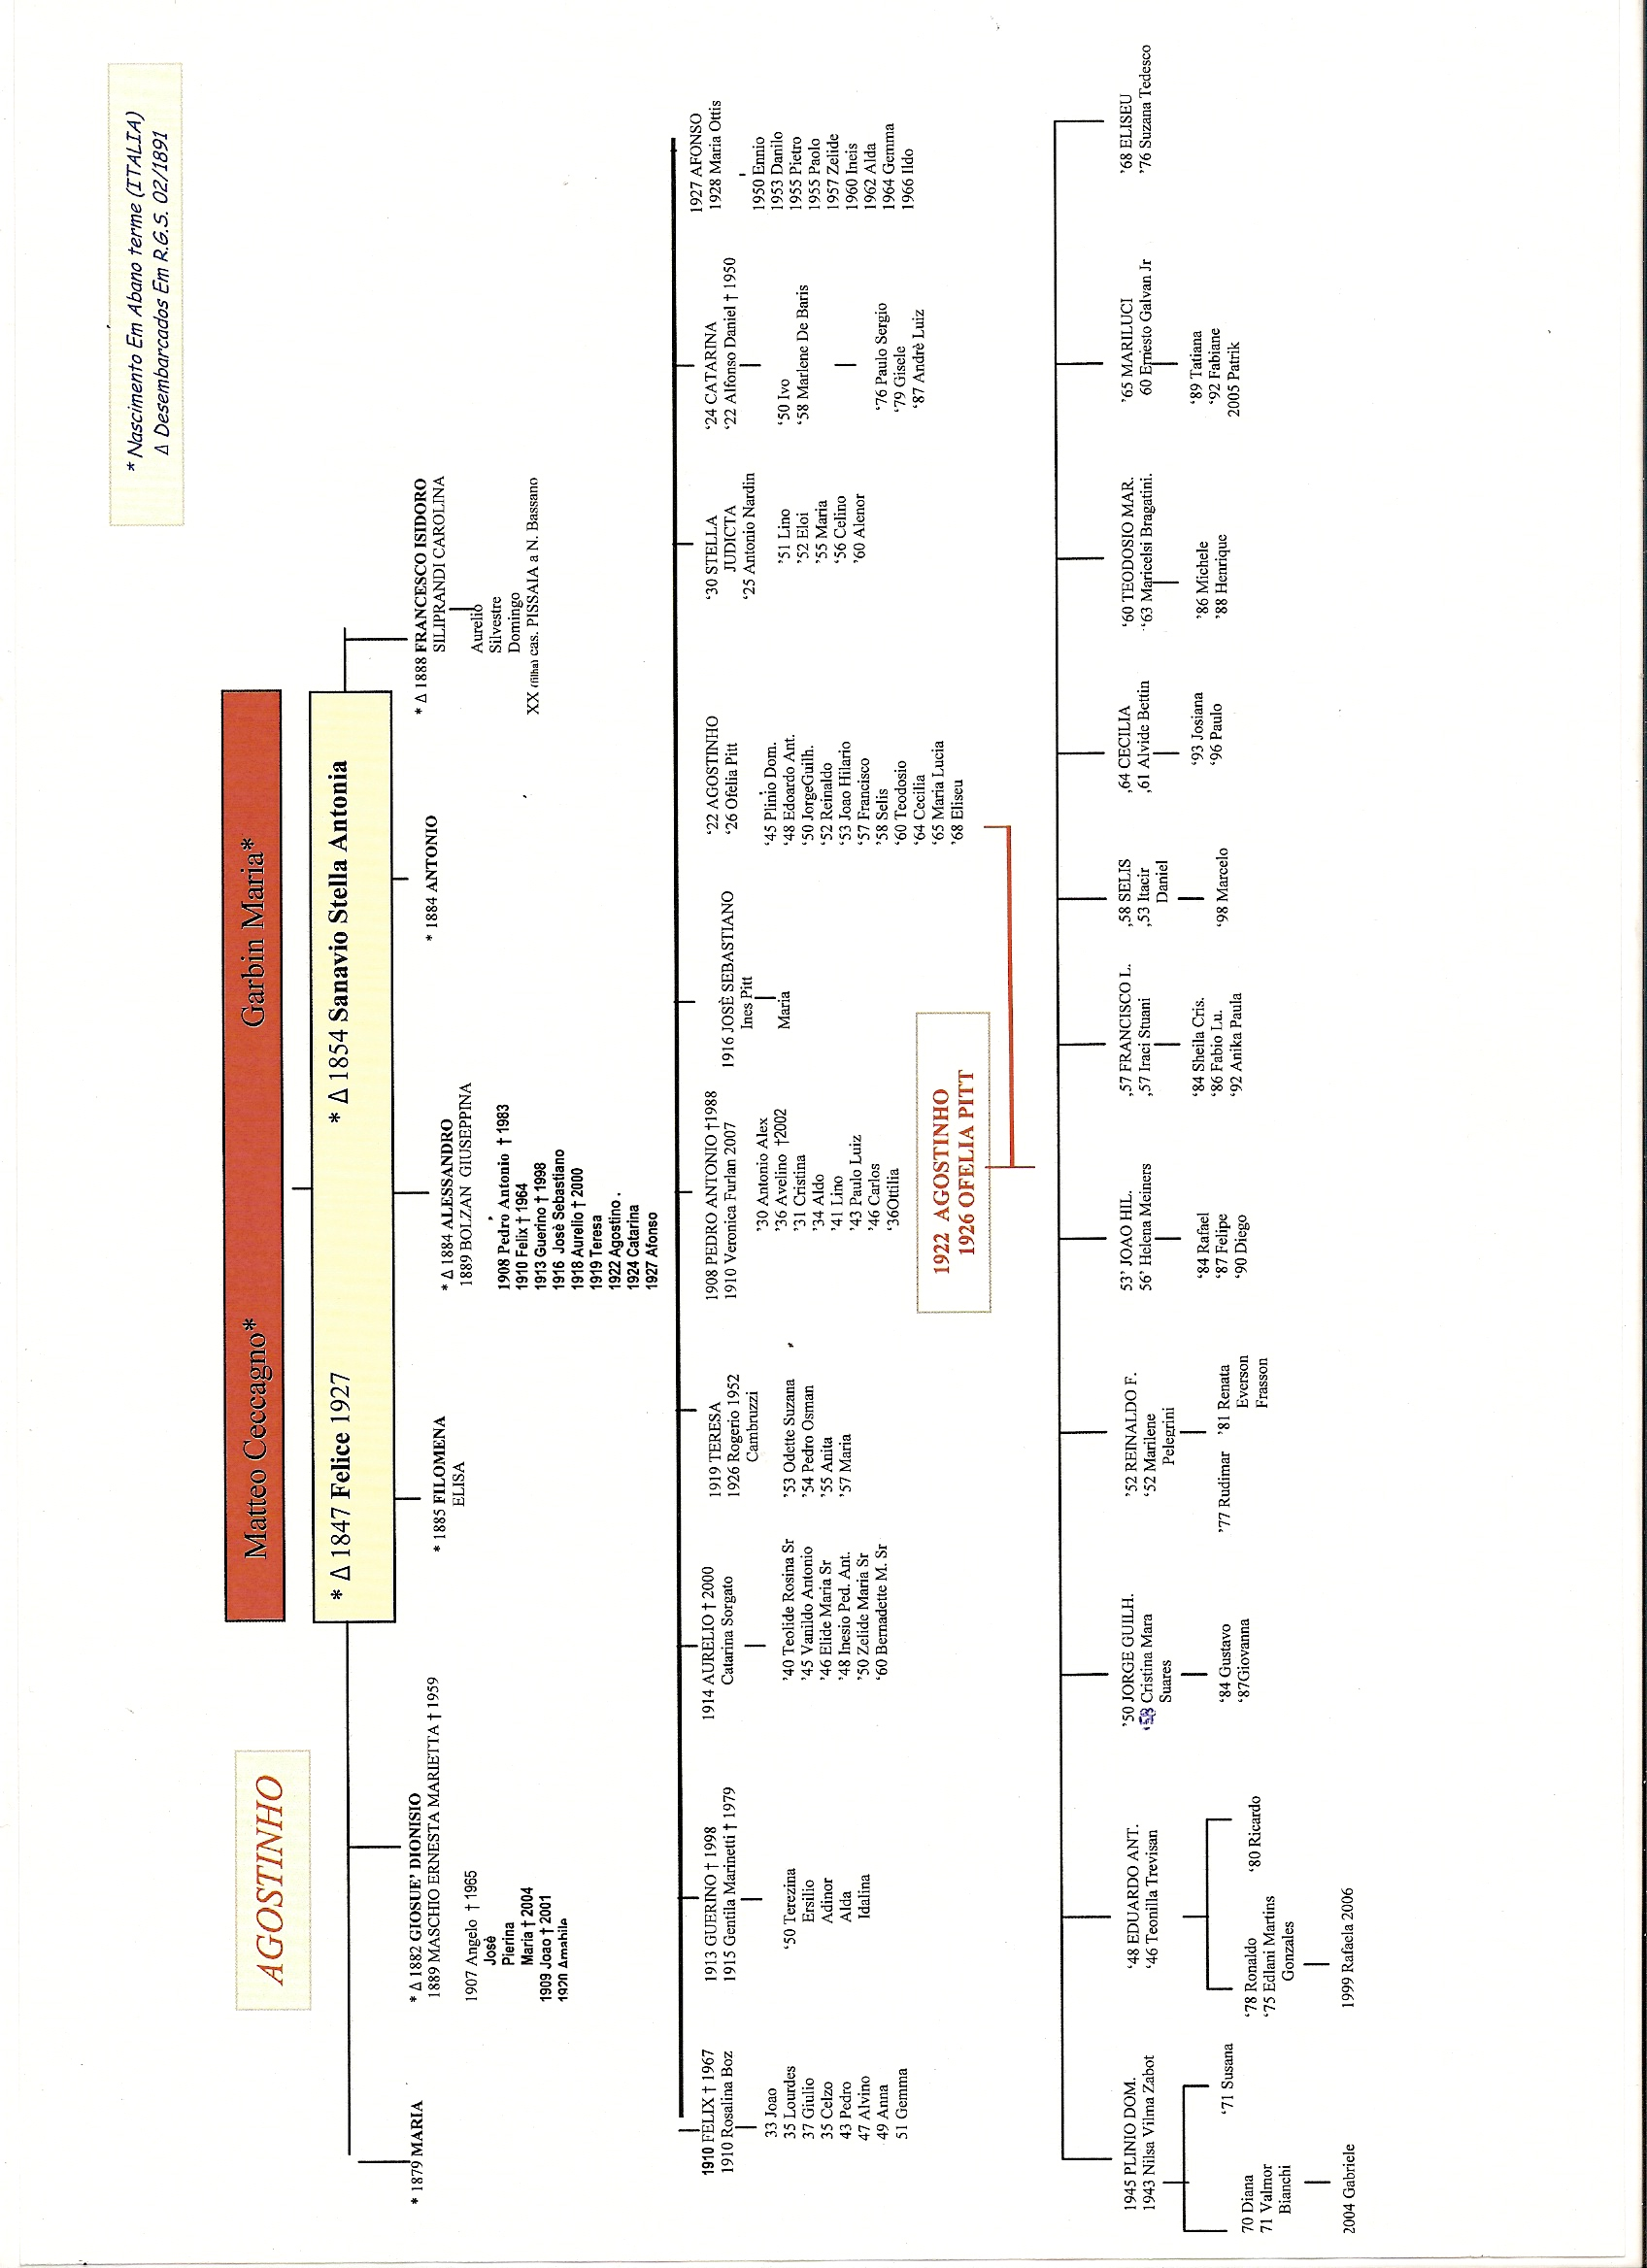 * Nascimento Em Abano terme (ITALIA)
Δ Desembarcados Em R.G.S. 02/1891
AGOSTINHO
Matteo Ceccagno* Garbin Maria*
* Δ 1847 Felice 1927 * Δ 1854 Sanavio Stella Antonia
* 1879 MARIA
* Δ 1882 GIOSUE' DIONISIO
1889 MASCHIO ERNESTA MARIETTA † 1959
1907 Angelo † 1965
Josè
Pierina
Maria † 2004
1909 Joao † 2001
1920 Amabile
* 1885 FILOMENA
ELISA
* Δ 1884 ALESSANDRO
1889 BOLZAN GIUSEPPINA
1908 Pedro Antonio † 1983
1910 Felix † 1964
1913 Guerino † 1998
1916 Josè Sebastiano
1918 Aurelio † 2000
1919 Teresa
1922 Agostino .
1924 Catarina
1927 Afonso
* 1884 ANTONIO
* Δ 1888 FRANCESCO ISIDORO
SILIPRANDI CAROLINA
Aurelio
Silvestre
Domingo
XX (filha) cas. PISSAIA a N. Bassano
1910 FELIX † 1967
1910 Rosalina Boz
33 Joao
35 Lourdes
37 Giulio
35 Celzo
43 Pedro
47 Alvino
49 Anna
51 Gemma
1913 GUERINO † 1998
1915 Gentila Marinetti † 1979
'50 Terezina
Ersilio
Adinor
Alda
Idalina
1914 AURELIO † 2000
Catarina Sorgato
'40 Teolide Rosina Sr
'45 Vanildo Antonio
'46 Elide Maria Sr
'48 Inesio Ped. Ant.
'50 Zelide Maria Sr
'60 Bernadette M. Sr
1919 TERESA
1926 Rogerio 1952
Cambruzzi
'53 Odette Suzana
'54 Pedro Osman
'55 Anita
'57 Maria
1908 PEDRO ANTONIO †1988
1910 Veronica Furlan 2007
'30 Antonio Alex
'36 Avelino †2002
'31 Cristina
'34 Aldo
'41 Lino
'43 Paulo Luiz
'46 Carlos
'36Ottilia
1916 JOSÈ SEBASTIANO
Ines Pitt
Maria
'22 AGOSTINHO
'26 Ofelia Pitt
'45 Plinio Dom.
'48 Edoardo Ant.
'50 JorgeGuilh.
'52 Reinaldo
'53 Joao Hilario
'57 Francisco
'58 Selis
'60 Teodosio
'64 Cecilia
'65 Maria Lucia
'68 Eliseu
'30 STELLA
JUDICTA
'25 Antonio Nardin
'51 Lino
'52 Eloi
'55 Maria
'56 Celino
'60 Alenor
'24 CATARINA
'22 Alfonso Daniel † 1950
'50 Ivo
'58 Marlene De Baris
'76 Paulo Sergio
'79 Gisele
'87 Andrè Luiz
1927 AFONSO
1928 Maria Ottis
1950 Ennio
1953 Danilo
1955 Pietro
1955 Paolo
1957 Zelide
1960 Ineis
1962 Alda
1964 Gemma
1966 Ildo
1922 AGOSTINHO
1926 OFELIA PITT
1945 PLINIO DOM.
1943 Nilsa Vilma Zabot
70 Diana
71 Valmor
Bianchi
2004 Gabriele
'71 Susana
'48 EDUARDO ANT.
'46 Teonilla Trevisan
'78 Ronaldo
'75 Edlani Martins
Gonzales
1999 Rafaela 2006
'80 Ricardo
'50 JORGE GUILH.
'58 Cristina Mara
Suares
'84 Gustavo
'87Giovanna
'52 REINALDO F.
'52 Marilene
Pelegrini
'77 Rudimar '81 Renata
Everson
Frasson
53' JOAO HIL.
56' Helena Meiners
'84 Rafael
'87 Felipe
'90 Diego
,57 FRANCISCO L.
,57 Iraci Stuani
'84 Sheila Cris.
'86 Fabio Lu.
'92 Anika Paula
,58 SELIS
,53 Itacir
Daniel
'98 Marcelo
,64 CECILIA
,61 Alvide Bettin
'93 Josiana
'96 Paulo
'60 TEODOSIO MAR.
'63 Maricelsi Bragatini.
'86 Michele
'88 Henrique
'65 MARILUCI
60 Ernesto Galvan Jr
'89 Tatiana
'92 Fabiane
2005 Patrik
'68 ELISEU
'76 Suzana Tedesco